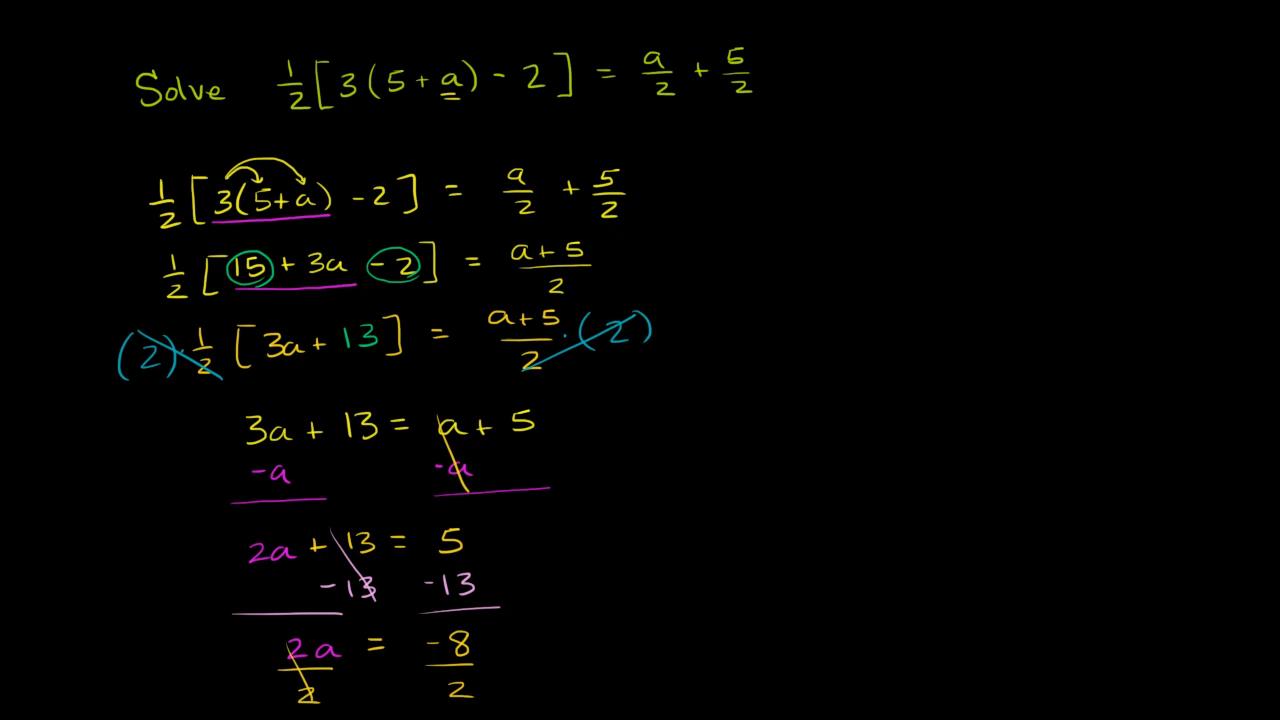 Solve 1/2[3(5+a)-2] = a/2 + 5/2
1/2[3(5+a)-2] = a/2 + 5/2
1/2[15+3a-2] = a+5/2
(2)·1/2[3a+13] = a+5/2·(2)
3a+13 = a+5
-a -a
2a+13 = 5
-13 -13
2a/2 = -8/2